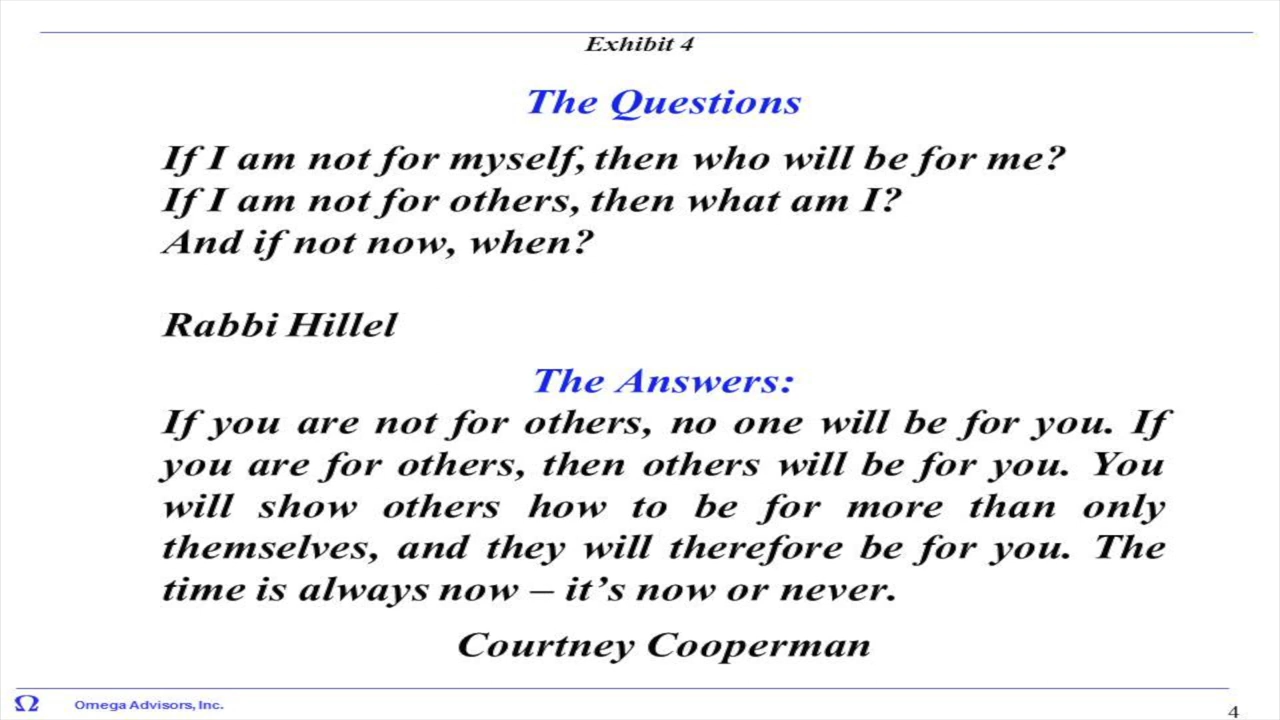 Exhibit 4
The Questions
If I am not for myself, then who will be for me?
If I am not for others, then what am I?
And if not now, when?
Rabbi Hillel
The Answers:
If you are not for others, no one will be for you. If
you are for others, then others will be for you. You
will show others how to be for more than only
themselves, and they will therefore be for you. The
time is always now – it’s now or never.
Courtney Cooperman
Ω Omega Advisors, Inc.
4